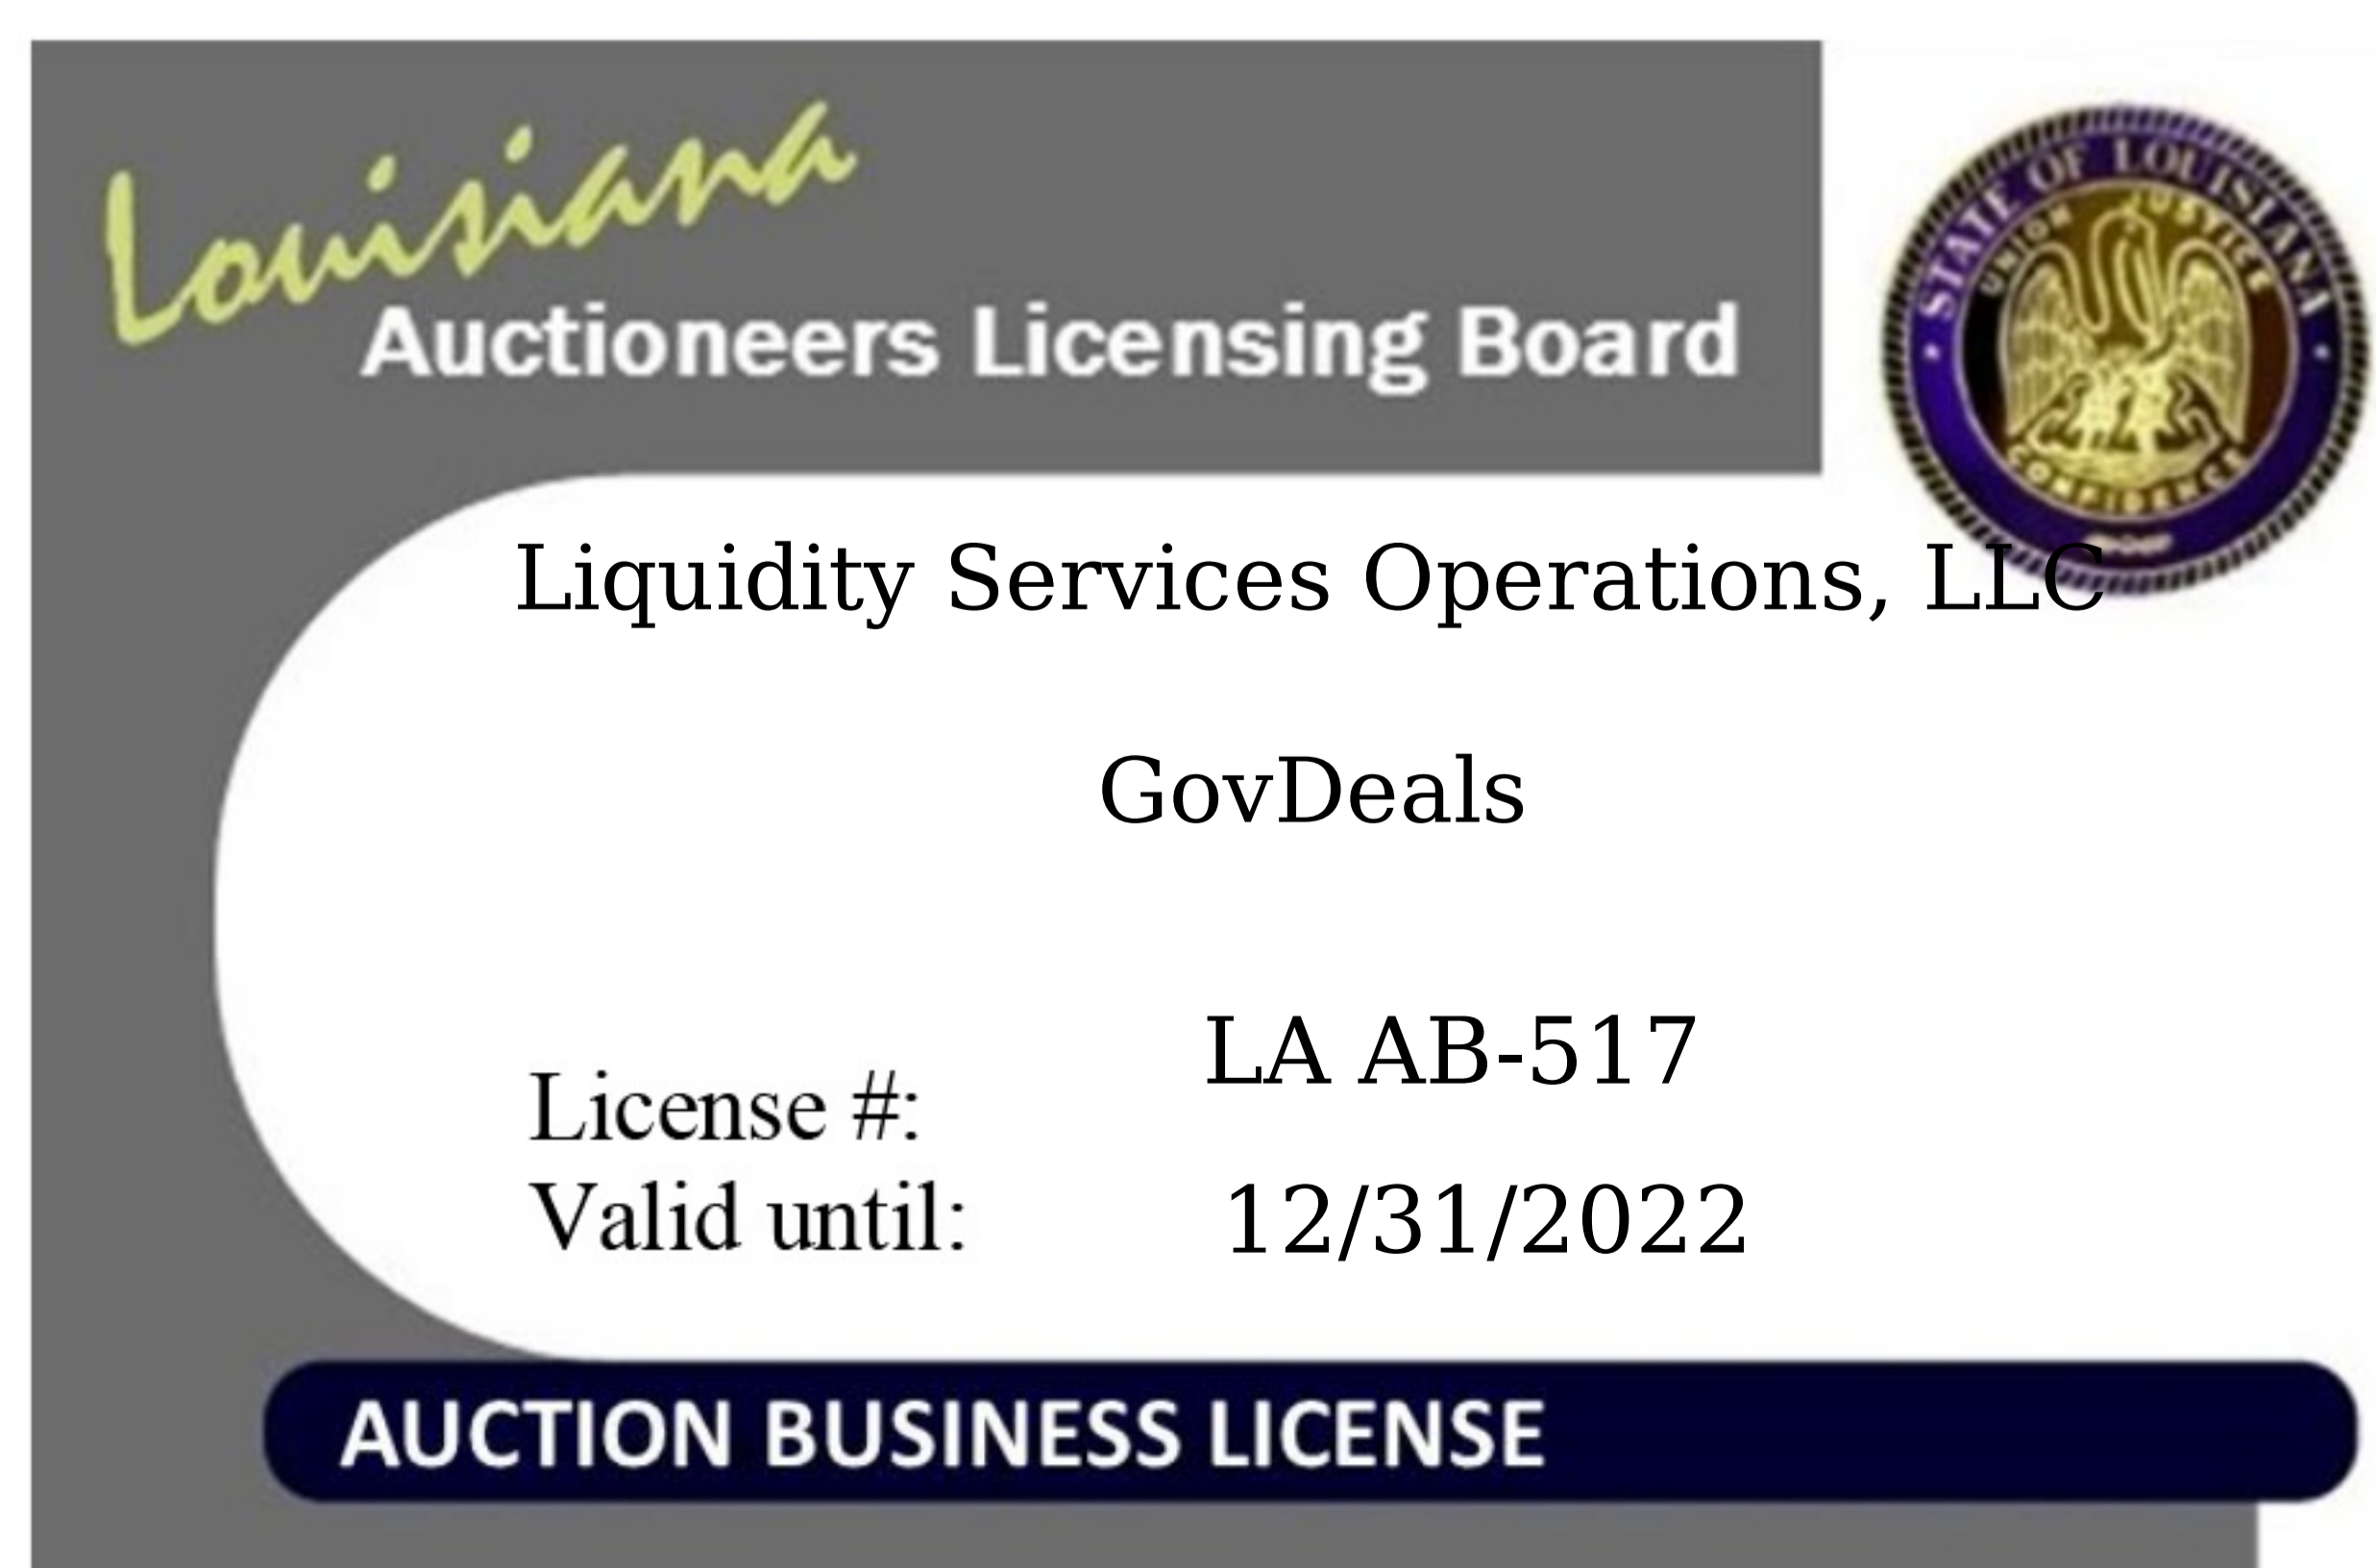 Louisiana
Auctioneers Licensing Board
STATE OF LOUISIANA
UNION JUSTICE
CONFIDENCE
Liquidity Services Operations, LLC
GovDeals
LA AB-517
License #:
12/31/2022
Valid until:
AUCTION BUSINESS LICENSE